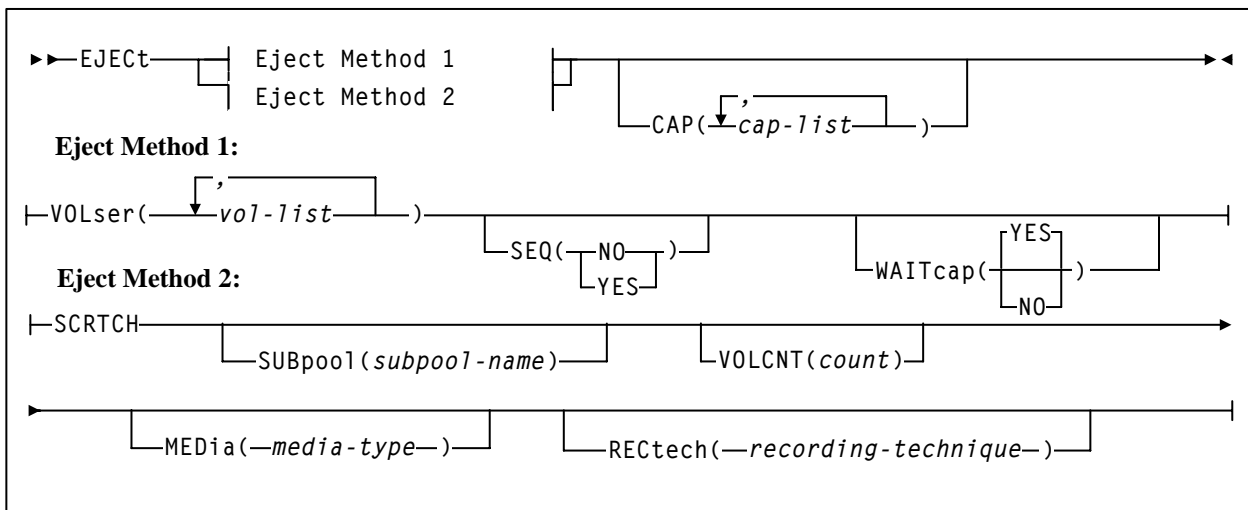 EJECt Eject Method 1
Eject Method 2
CAP( , cap-list )
Eject Method 1:
VOLser( , vol-list )
SEQ( NO )
YES
WAITcap( YES )
NO
Eject Method 2:
SCRTCH
SUBpool(subpool-name)
VOLCNT(count)
MEDia( media-type )
RECtech( recording-technique )